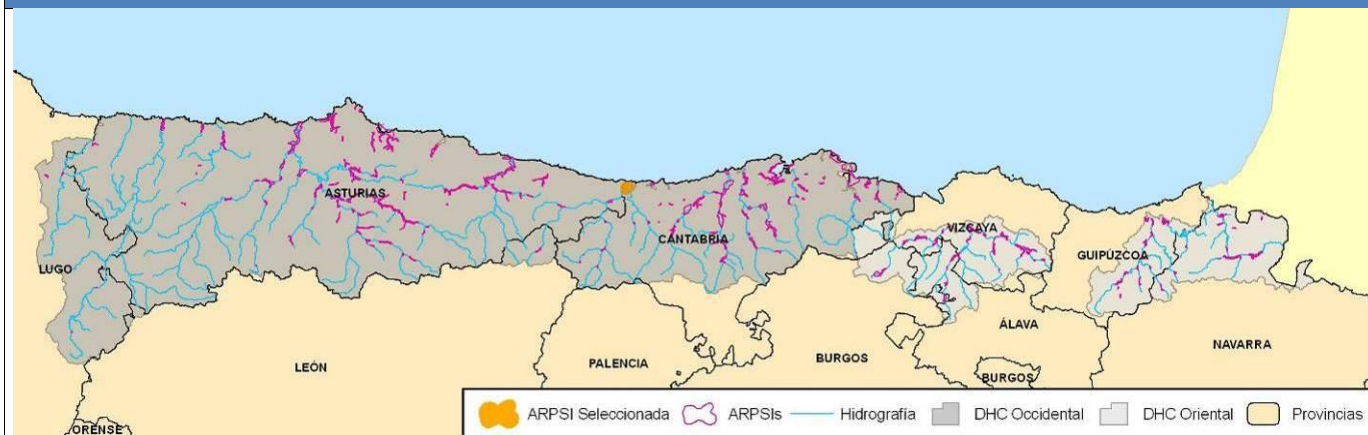 ASTURIAS
VIZCAYA
CANTABRIA
GUIPÚZCOA
LUGO
ÁLAVA
NAVARRA
LEÓN
PALENCIA
BURGOS
BURGOS
ORENSE
ARPSI Seleccionada ARPSIs Hidrografía DHC Occidental DHC Oriental Provincias